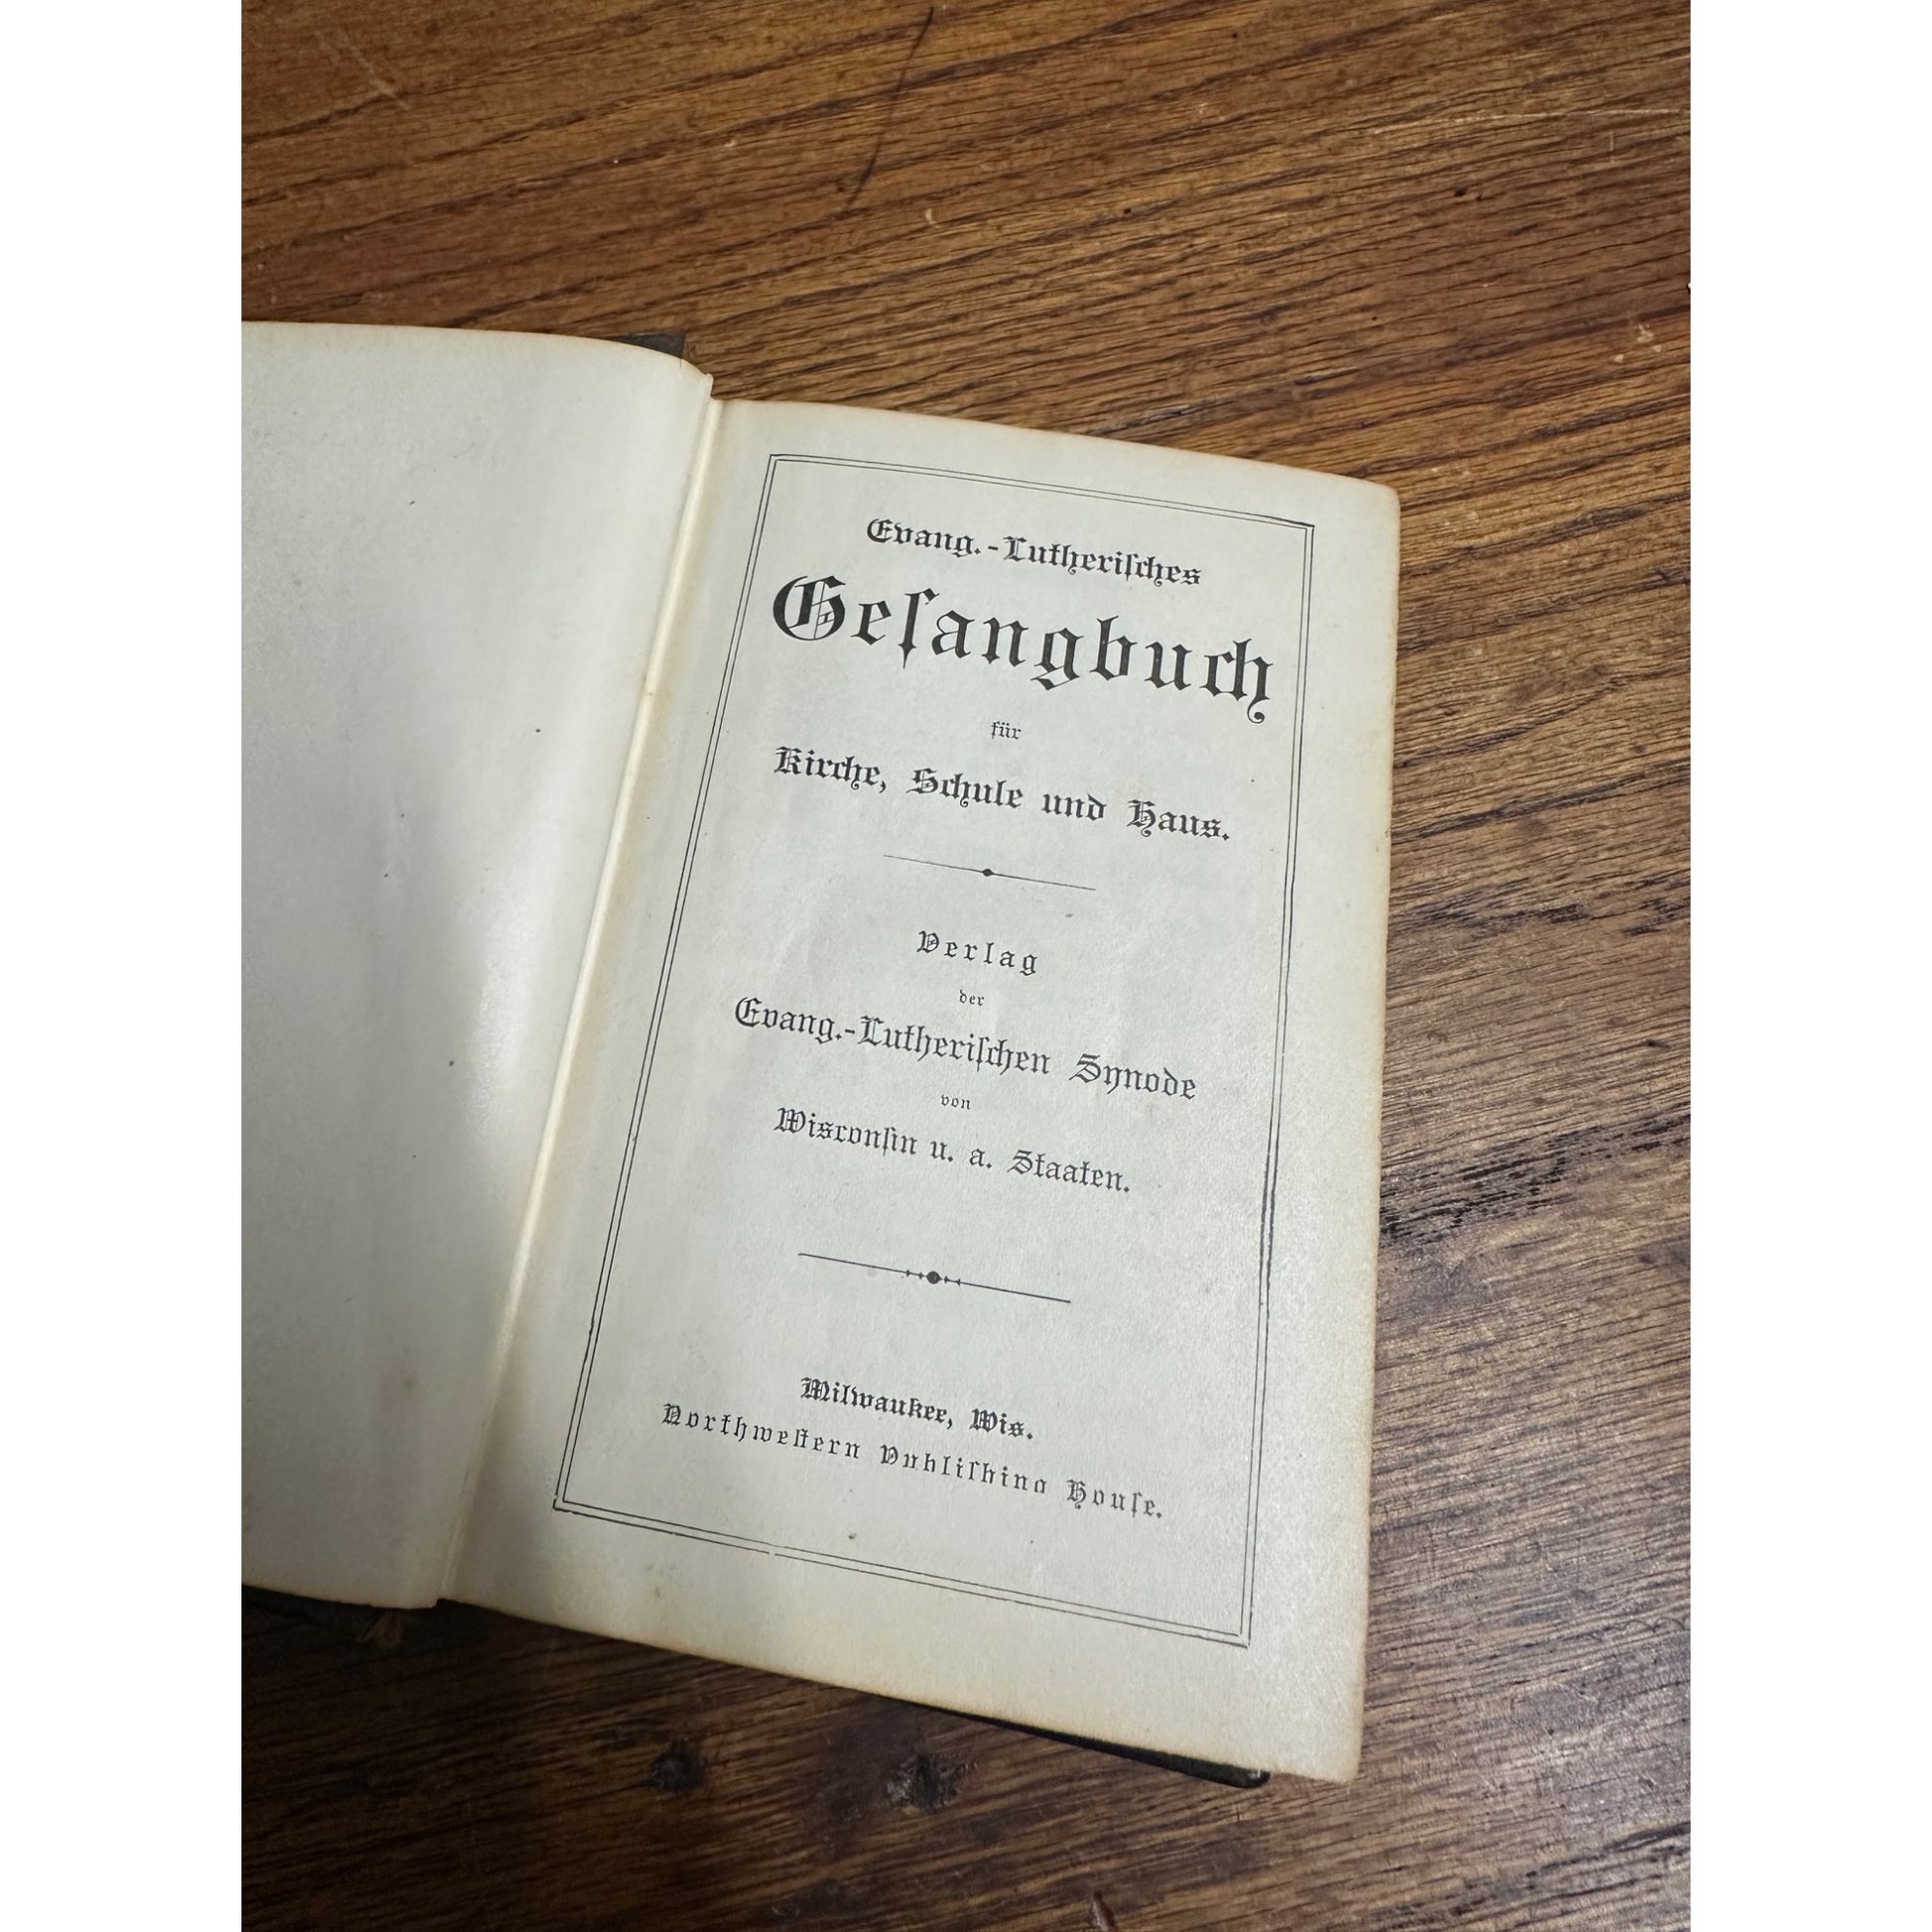 Evang.-Lutheriſches
Geſangbuch
für
Kirche, Schule und Haus.
Verlag
der
Evang.-Lutheriſchen Synode
von
Wisconſin u. a. Staaten.
Milwaukee, Wis.
Northweſtern Publiſhing Houſe.